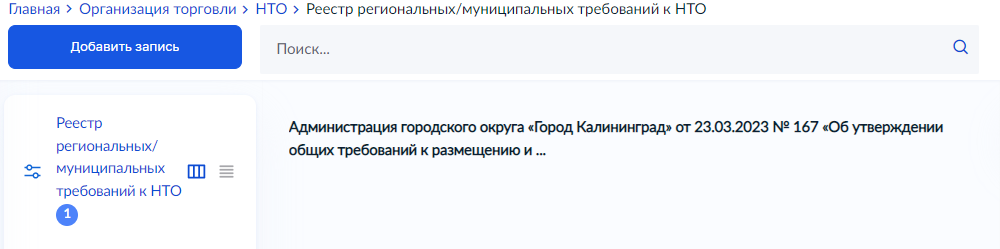 Главная > Организация торговли > НТО > Реестр региональных/муниципальных требований к НТО
Добавить запись
Поиск...
Реестр
региональных/
муниципальных
требований к НТО
1
Администрация городского округа «Город Калининград» от 23.03.2023 № 167 «Об утверждении
общих требований к размещению и ...